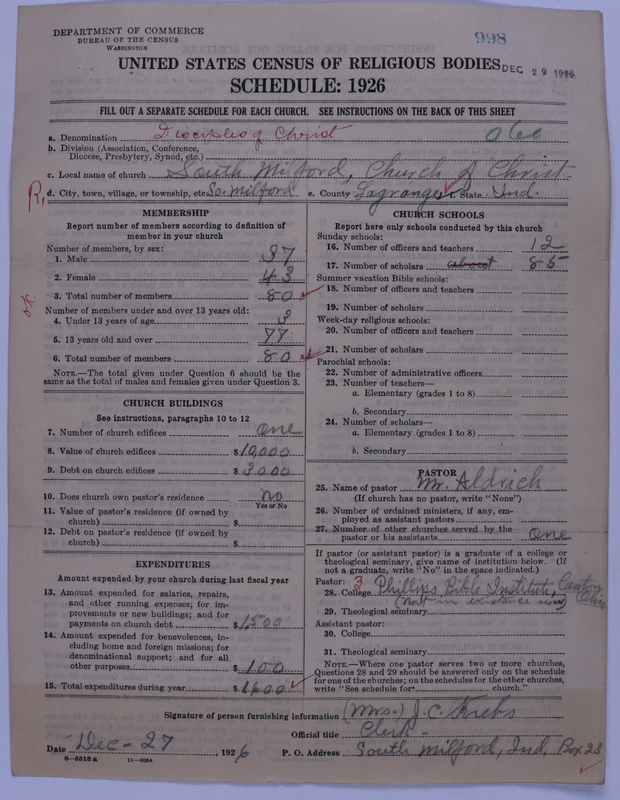 DEPARTMENT OF COMMERCE
BUREAU OF THE CENSUS
WASHINGTON
998
UNITED STATES CENSUS OF RELIGIOUS BODIES
DEC 29 1926
SCHEDULE: 1926
FILL OUT A SEPARATE SCHEDULE FOR EACH CHURCH. SEE INSTRUCTIONS ON THE BACK OF THIS SHEET
a. Denomination Disciples of Christ 060
b. Division (Association, Conference,
Diocese, Presbytery, Synod, etc.)
c. Local name of church South Milford, Church of Christ
R, d. City, town, village, or township, etc. So. Milford e. County Lagrange f. State Ind.
MEMBERSHIP
Report number of members according to definition of
member in your church
Number of members, by sex:
1. Male 37
2. Female 43
3. Total number of members 80
Number of members under and over 13 years old:
4. Under 13 years of age 3
5. 13 years old and over 77
6. Total number of members 80
NOTE.—The total given under Question 6 should be
same as the total of males and females given under Question 3.
CHURCH BUILDINGS
See instructions, paragraphs 10 to 12
7. Number of church edifices one
8. Value of church edifices $10,000
9. Debt on church edifices $3000
10. Does church own pastor's residence no
Yes or No
11. Value of pastor's residence (if owned by
church) $
12. Debt on pastor's residence (if owned by
church) $
EXPENDITURES
Amount expended by your church during last fiscal year
13. Amount expended for salaries, repairs,
and other running expenses; for im-
provements or new buildings; and for
payments on church debt $1500
14. Amount expended for benevolences, in-
cluding home and foreign missions; for
denominational support; and for all
other purposes $100
15. Total expenditures during year $1600
CHURCH SCHOOLS
Report here only schools conducted by this church
Sunday schools:
16. Number of officers and teachers 12
17. Number of scholars about 85
Summer vacation Bible schools:
18. Number of officers and teachers
19. Number of scholars
Week-day religious schools:
20. Number of officers and teachers
21. Number of scholars
Parochial schools:
22. Number of administrative officers
23. Number of teachers—
a. Elementary (grades 1 to 8)
b. Secondary
24. Number of scholars—
a. Elementary (grades 1 to 8)
b. Secondary
PASTOR
25. Name of pastor Mr. Aldrich
(If church has no pastor, write "None")
26. Number of ordained ministers, if any, em-
ployed as assistant pastors
27. Number of other churches served by the
pastor or his assistants one
If pastor (or assistant pastor) is a graduate of a college or
theological seminary, give name of institution below. (If
not a graduate, write "No" in the space indicated.)
Pastor: 3
28. College Phillips Bible Institute, Canton Ohio
(not in existence now)
29. Theological seminary
Assistant pastor:
30. College
31. Theological seminary
NOTE.—Where one pastor serves two or more churches,
Questions 28 and 29 should be answered only on the schedule
for one of the churches; on the schedules for the other churches,
write "See schedule for church."
Signature of person furnishing information (Mrs.) J. C. Krebs
Official title Clerk
Date Dec - 27, 1926 P. O. Address South Milford, Ind, Box 23
8—5518 a 11—9054